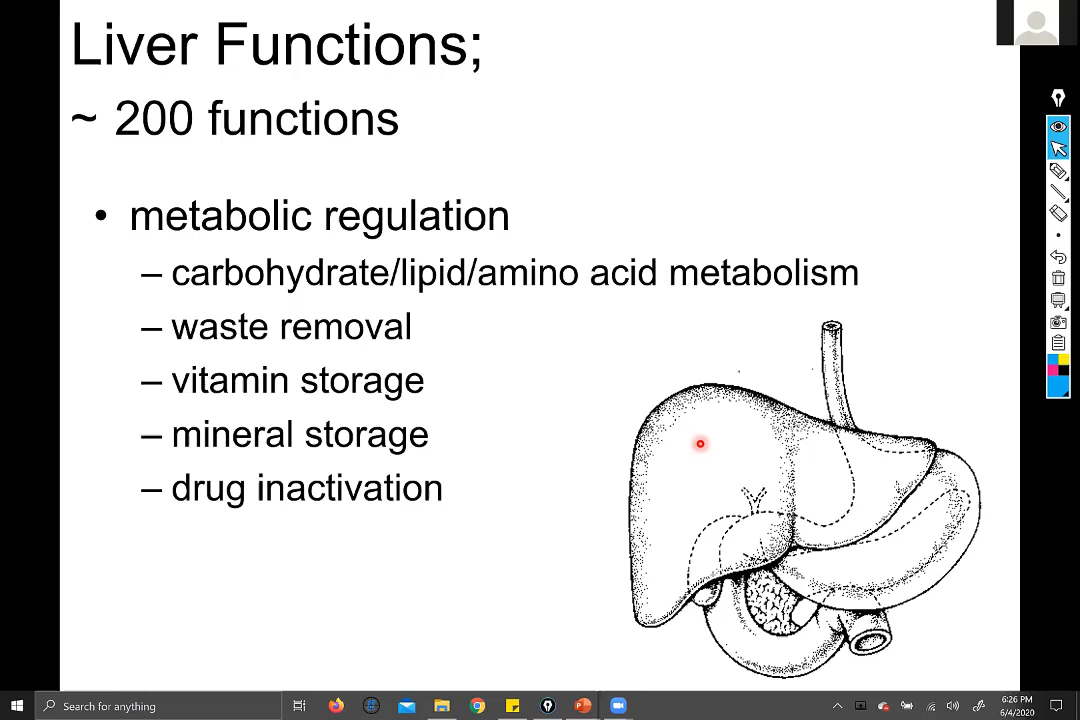 Liver Functions;
~ 200 functions
• metabolic regulation
– carbohydrate/lipid/amino acid metabolism
– waste removal
– vitamin storage
– mineral storage
– drug inactivation
Search for anything
6:26 PM
6/4/2020